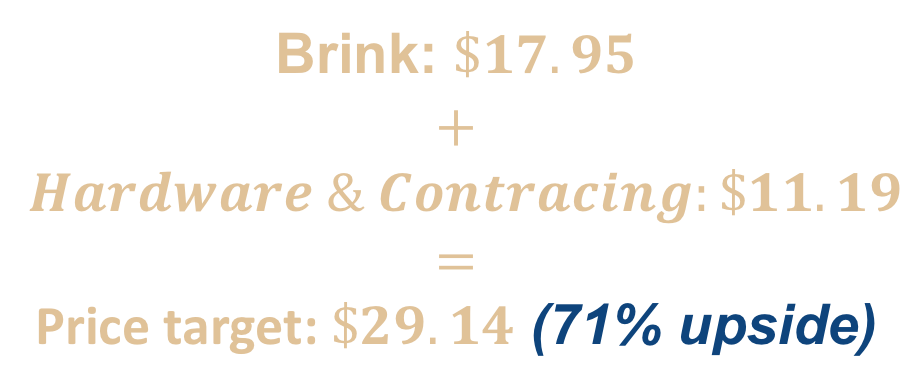 Brink: $17.95
+
Hardware & Contracing: $11.19
=
Price target: $29.14 (71% upside)